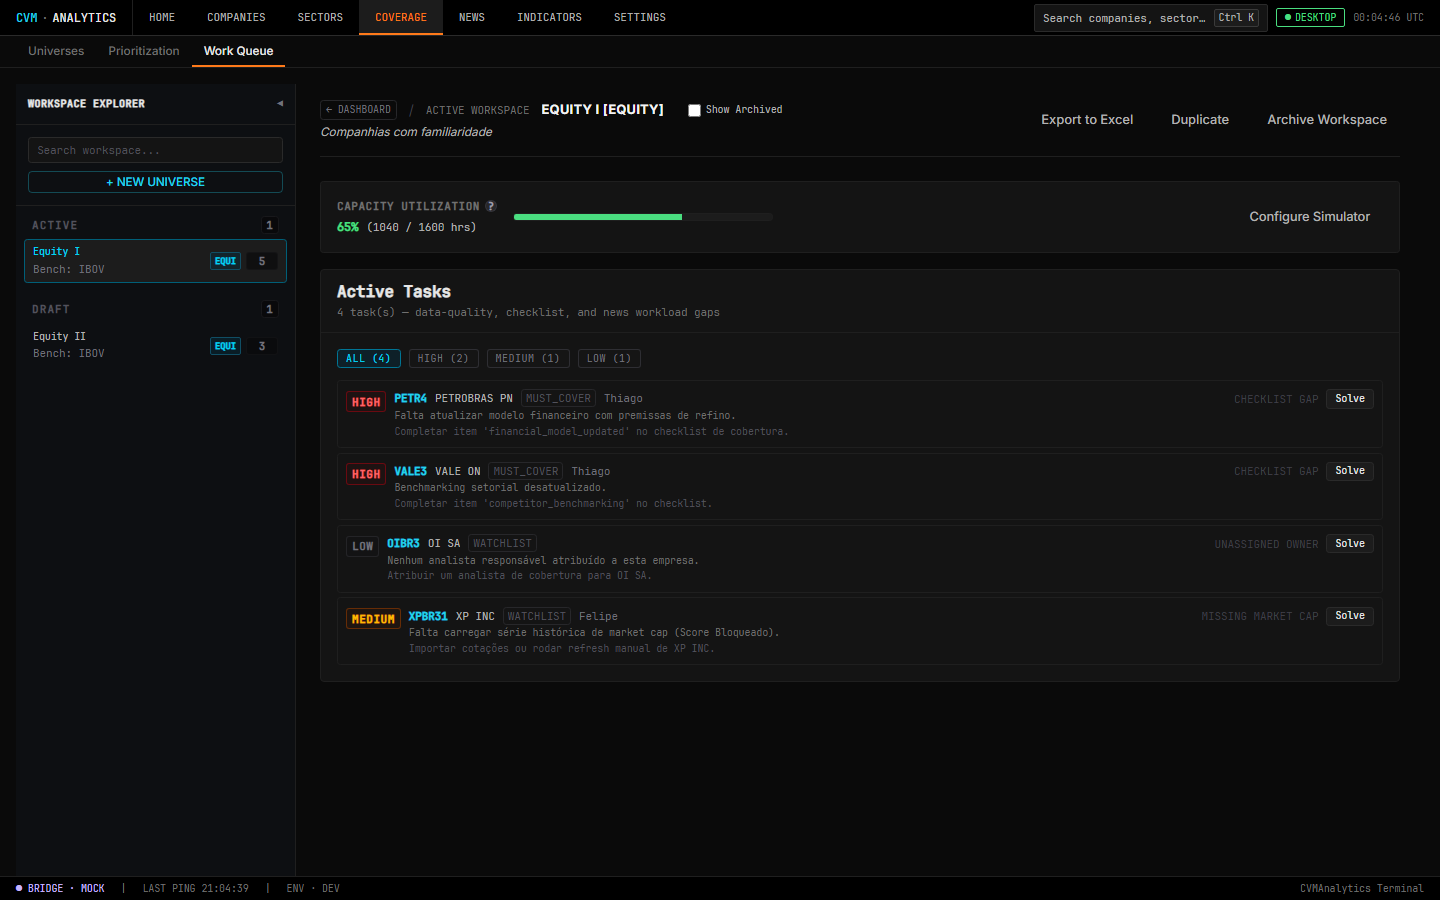 CVM · ANALYTICS HOME COMPANIES SECTORS COVERAGE NEWS INDICATORS SETTINGS Search companies, sector… Ctrl K DESKTOP 00:04:46 UTC
Universes Prioritization Work Queue
WORKSPACE EXPLORER
Search workspace...
+ NEW UNIVERSE
ACTIVE 1
Equity I
Bench: IBOV
EQUI 5
DRAFT 1
Equity II
Bench: IBOV
EQUI 3
← DASHBOARD / ACTIVE WORKSPACE EQUITY I [EQUITY] Show Archived
Companhias com familiaridade
Export to Excel Duplicate Archive Workspace
CAPACITY UTILIZATION ?
65% (1040 / 1600 hrs)
Configure Simulator
Active Tasks
4 task(s) — data-quality, checklist, and news workload gaps
ALL (4) HIGH (2) MEDIUM (1) LOW (1)
HIGH PETR4 PETROBRAS PN MUST_COVER Thiago CHECKLIST GAP Solve
Falta atualizar modelo financeiro com premissas de refino.
Completar item 'financial_model_updated' no checklist de cobertura.
HIGH VALE3 VALE ON MUST_COVER Thiago CHECKLIST GAP Solve
Benchmarking setorial desatualizado.
Completar item 'competitor_benchmarking' no checklist.
LOW OIBR3 OI SA WATCHLIST UNASSIGNED OWNER Solve
Nenhum analista responsável atribuído a esta empresa.
Atribuir um analista de cobertura para OI SA.
MEDIUM XPBR31 XP INC WATCHLIST Felipe MISSING MARKET CAP Solve
Falta carregar série histórica de market cap (Score Bloqueado).
Importar cotações ou rodar refresh manual de XP INC.
BRIDGE · MOCK | LAST PING 21:04:39 | ENV · DEV CVMAnalytics Terminal